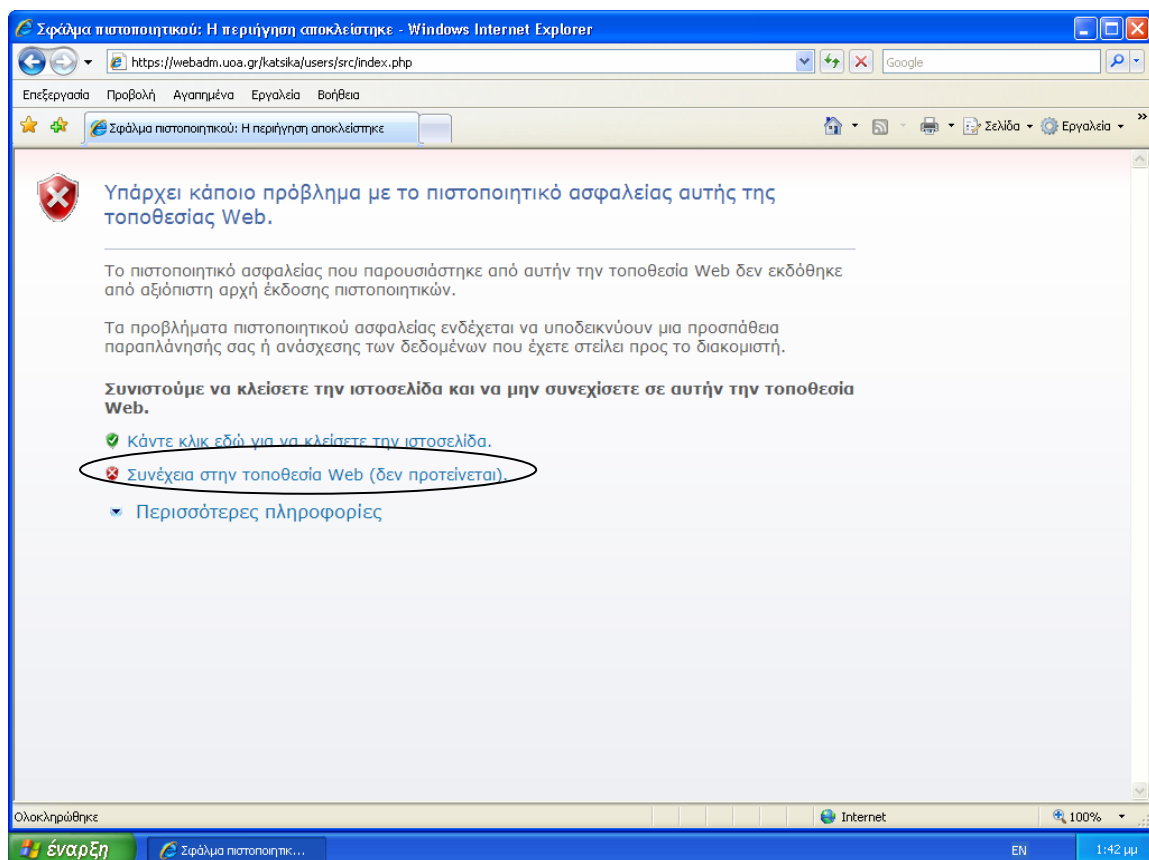 Σφάλμα πιστοποιητικού: Η περιήγηση αποκλείστηκε - Windows Internet Explorer
https://webadm.uoa.gr/katsika/users/src/index.php
Google
Επεξεργασία Προβολή Αγαπημένα Εργαλεία Βοήθεια
Σφάλμα πιστοποιητικού: Η περιήγηση αποκλείστηκε
Σελίδα Εργαλεία »
Υπάρχει κάποιο πρόβλημα με το πιστοποιητικό ασφαλείας αυτής της
τοποθεσίας Web.
Το πιστοποιητικό ασφαλείας που παρουσιάστηκε από αυτήν την τοποθεσία Web δεν εκδόθηκε
από αξιόπιστη αρχή έκδοσης πιστοποιητικών.
Τα προβλήματα πιστοποιητικού ασφαλείας ενδέχεται να υποδεικνύουν μια προσπάθεια
παραπλάνησής σας ή ανάσχεσης των δεδομένων που έχετε στείλει προς το διακομιστή.
Συνιστούμε να κλείσετε την ιστοσελίδα και να μην συνεχίσετε σε αυτήν την τοποθεσία
Web.
Κάντε κλικ εδώ για να κλείσετε την ιστοσελίδα.
Συνέχεια στην τοποθεσία Web (δεν προτείνεται).
Περισσότερες πληροφορίες
Ολοκληρώθηκε
Internet
100%
έναρξη
Σφάλμα πιστοποιητικ...
EN
1:42 μμ